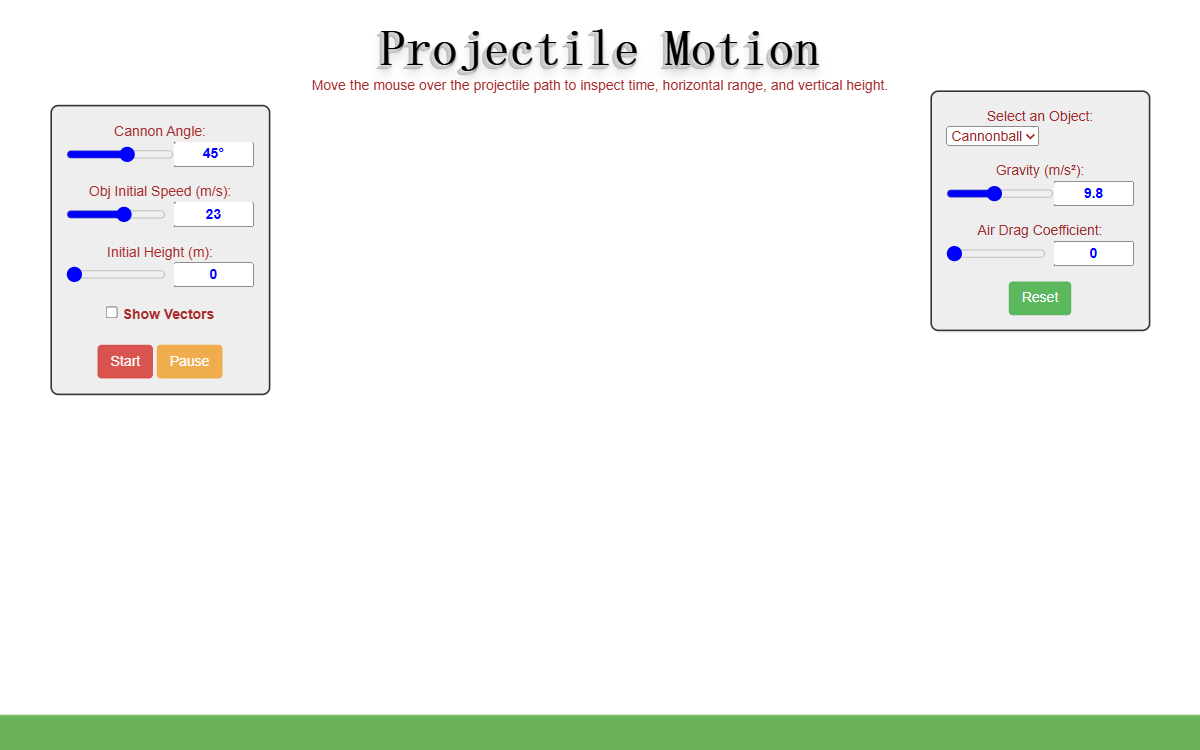 Projectile Motion
Move the mouse over the projectile path to inspect time, horizontal range, and vertical height.
Cannon Angle:
45°
Obj Initial Speed (m/s):
23
Initial Height (m):
0
Show Vectors
Start Pause
Select an Object:
Cannonball
Gravity (m/s²):
9.8
Air Drag Coefficient:
0
Reset